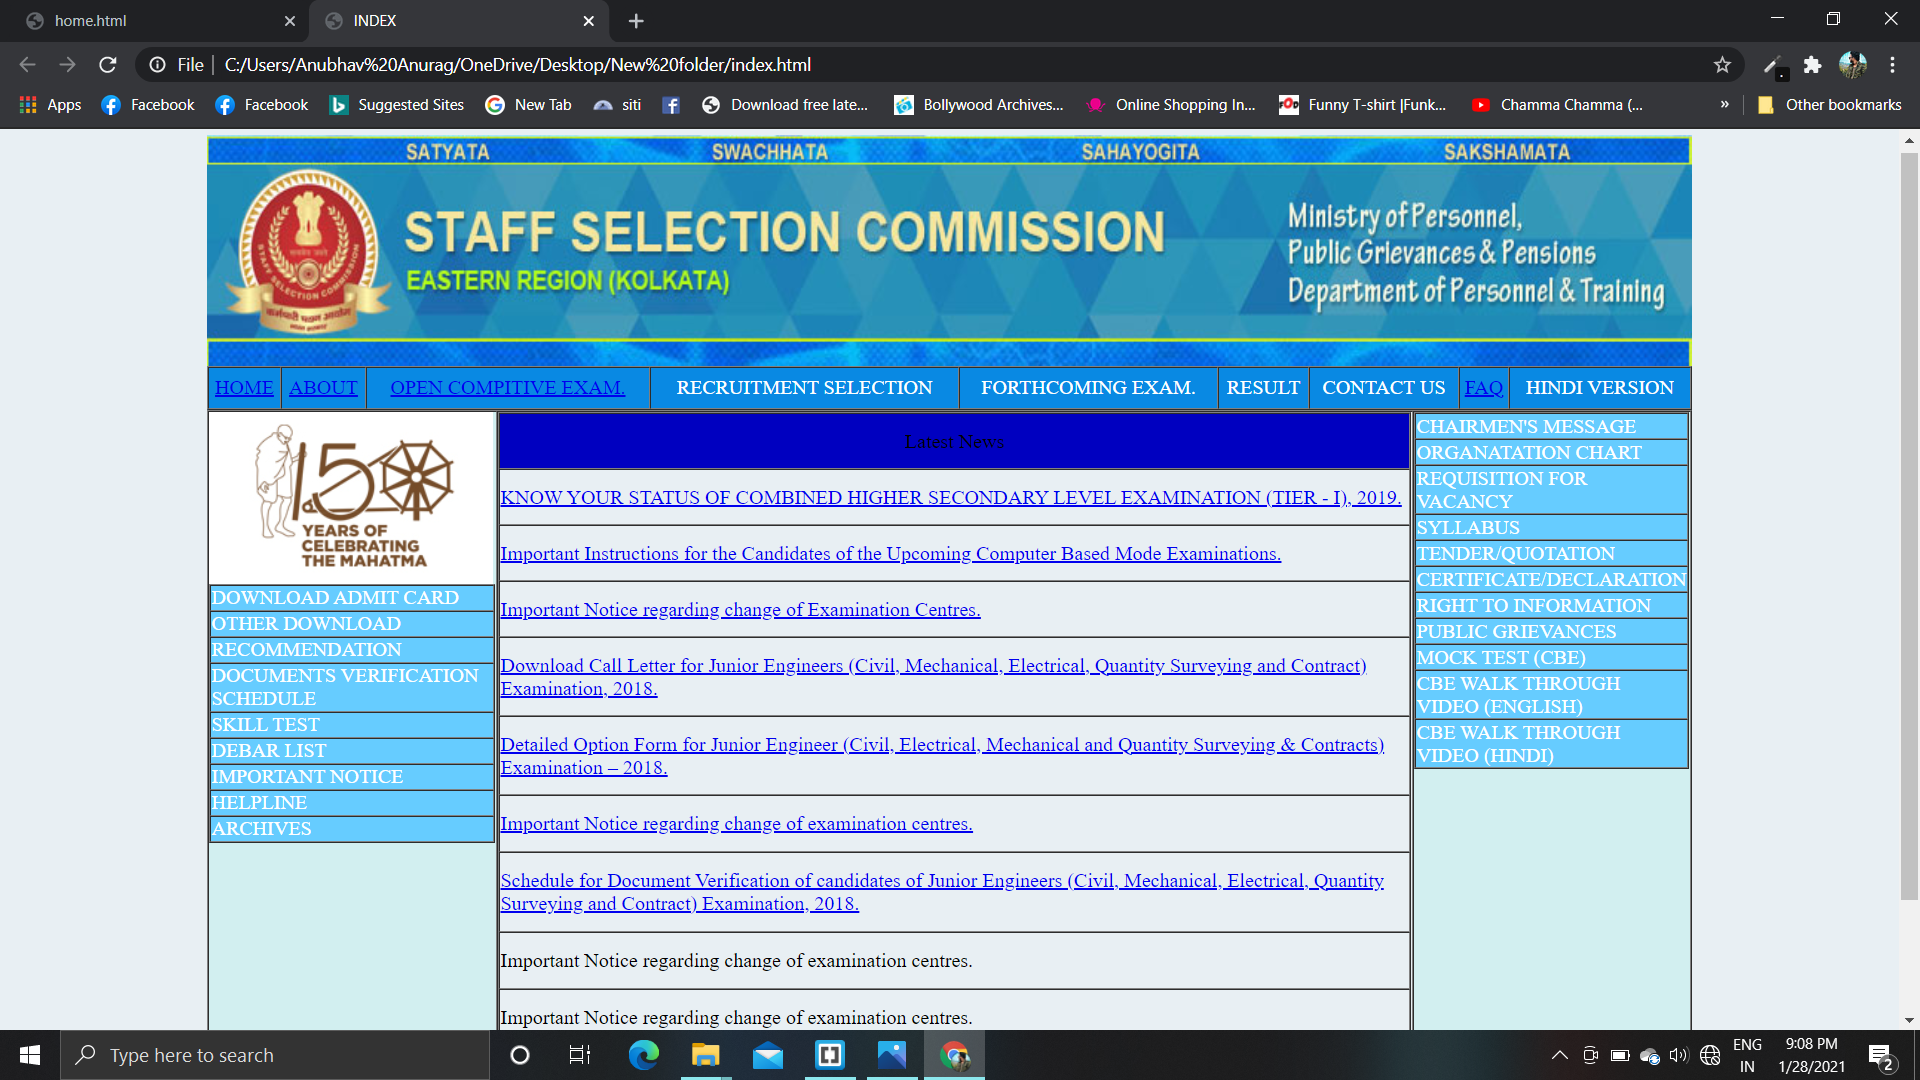 home.html
INDEX
File
C:/Users/Anubhav%20Anurag/OneDrive/Desktop/New%20folder/index.html
Apps
Facebook
Facebook
Suggested Sites
New Tab
siti
Download free late...
Bollywood Archives...
Online Shopping In...
Funny T-shirt |Funk...
Chamma Chamma (...
»
Other bookmarks
SATYATA
SWACHHATA
SAHAYOGITA
SAKSHAMATA
STAFF SELECTION COMMISSION
STAFF SELECTION COMMISSION
EASTERN REGION (KOLKATA)
Ministry of Personnel,
Public Grievances & Pensions
Department of Personnel & Training
HOME
ABOUT
OPEN COMPITIVE EXAM.
RECRUITMENT SELECTION
FORTHCOMING EXAM.
RESULT
CONTACT US
FAQ
HINDI VERSION
150
YEARS OF
CELEBRATING
THE MAHATMA
DOWNLOAD ADMIT CARD
OTHER DOWNLOAD
RECOMMENDATION
DOCUMENTS VERIFICATION
SCHEDULE
SKILL TEST
DEBAR LIST
IMPORTANT NOTICE
HELPLINE
ARCHIVES
Latest News
KNOW YOUR STATUS OF COMBINED HIGHER SECONDARY LEVEL EXAMINATION (TIER - I), 2019.
Important Instructions for the Candidates of the Upcoming Computer Based Mode Examinations.
Important Notice regarding change of Examination Centres.
Download Call Letter for Junior Engineers (Civil, Mechanical, Electrical, Quantity Surveying and Contract)
Examination, 2018.
Detailed Option Form for Junior Engineer (Civil, Electrical, Mechanical and Quantity Surveying & Contracts)
Examination – 2018.
Important Notice regarding change of examination centres.
Schedule for Document Verification of candidates of Junior Engineers (Civil, Mechanical, Electrical, Quantity
Surveying and Contract) Examination, 2018.
Important Notice regarding change of examination centres.
Important Notice regarding change of examination centres.
CHAIRMEN'S MESSAGE
ORGANATATION CHART
REQUISITION FOR
VACANCY
SYLLABUS
TENDER/QUOTATION
CERTIFICATE/DECLARATION
RIGHT TO INFORMATION
PUBLIC GRIEVANCES
MOCK TEST (CBE)
CBE WALK THROUGH
VIDEO (ENGLISH)
CBE WALK THROUGH
VIDEO (HINDI)
Type here to search
ENG
IN
9:08 PM
1/28/2021
2